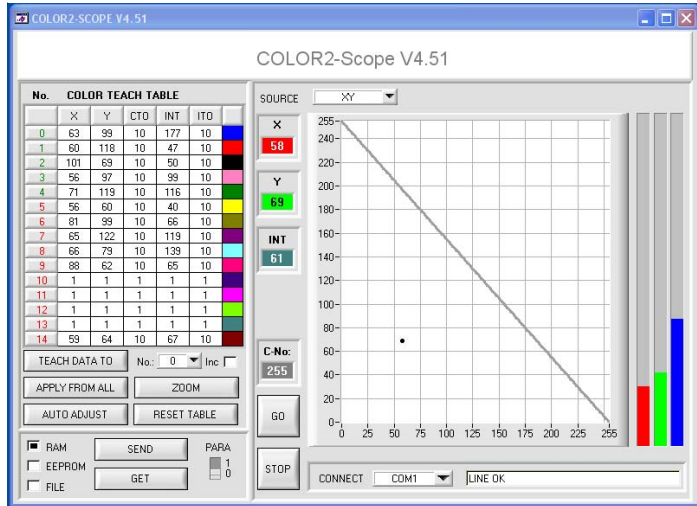 COLOR2-SCOPE V4.51
COLOR2-Scope V4.51
No. COLOR TEACH TABLE
X Y CTO INT ITO
0 63 99 10 177 10
1 60 118 10 47 10
2 101 69 10 50 10
3 56 97 10 99 10
4 71 119 10 116 10
5 56 60 10 40 10
6 81 99 10 66 10
7 65 122 10 119 10
8 66 79 10 139 10
9 88 62 10 65 10
10 1 1 1 1 1
11 1 1 1 1 1
12 1 1 1 1 1
13 1 1 1 1 1
14 59 64 10 67 10
TEACH DATA TO No.: 0 Inc
APPLY FROM ALL ZOOM
AUTO ADJUST RESET TABLE
RAM SEND PARA
EEPROM 1
0
FILE GET
SOURCE XY
X
58
Y
69
INT
61
C-No:
255
GO
STOP
255
240
220
200
180
160
140
120
100
80
60
40
20
0
0 25 50 75 100 125 150 175 200 225 255
CONNECT COM1 LINE OK